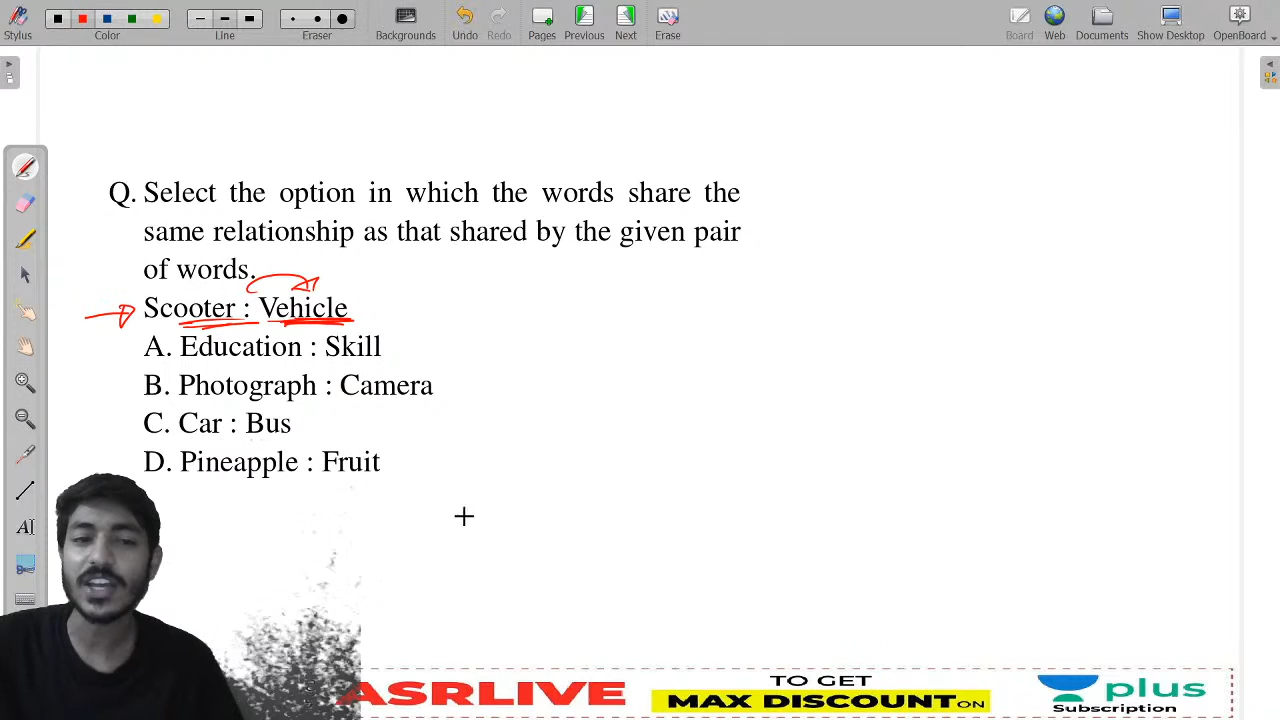 Stylus Color Line Eraser Backgrounds Undo Redo Pages Previous Next Erase Board Web Documents Show Desktop OpenBoard
Q. Select the option in which the words share the
same relationship as that shared by the given pair
of words.
Scooter : Vehicle
A. Education : Skill
B. Photograph : Camera
C. Car : Bus
D. Pineapple : Fruit
AI
ASRLIVE
TO GET
MAX DISCOUNT ON
plus
Subscription